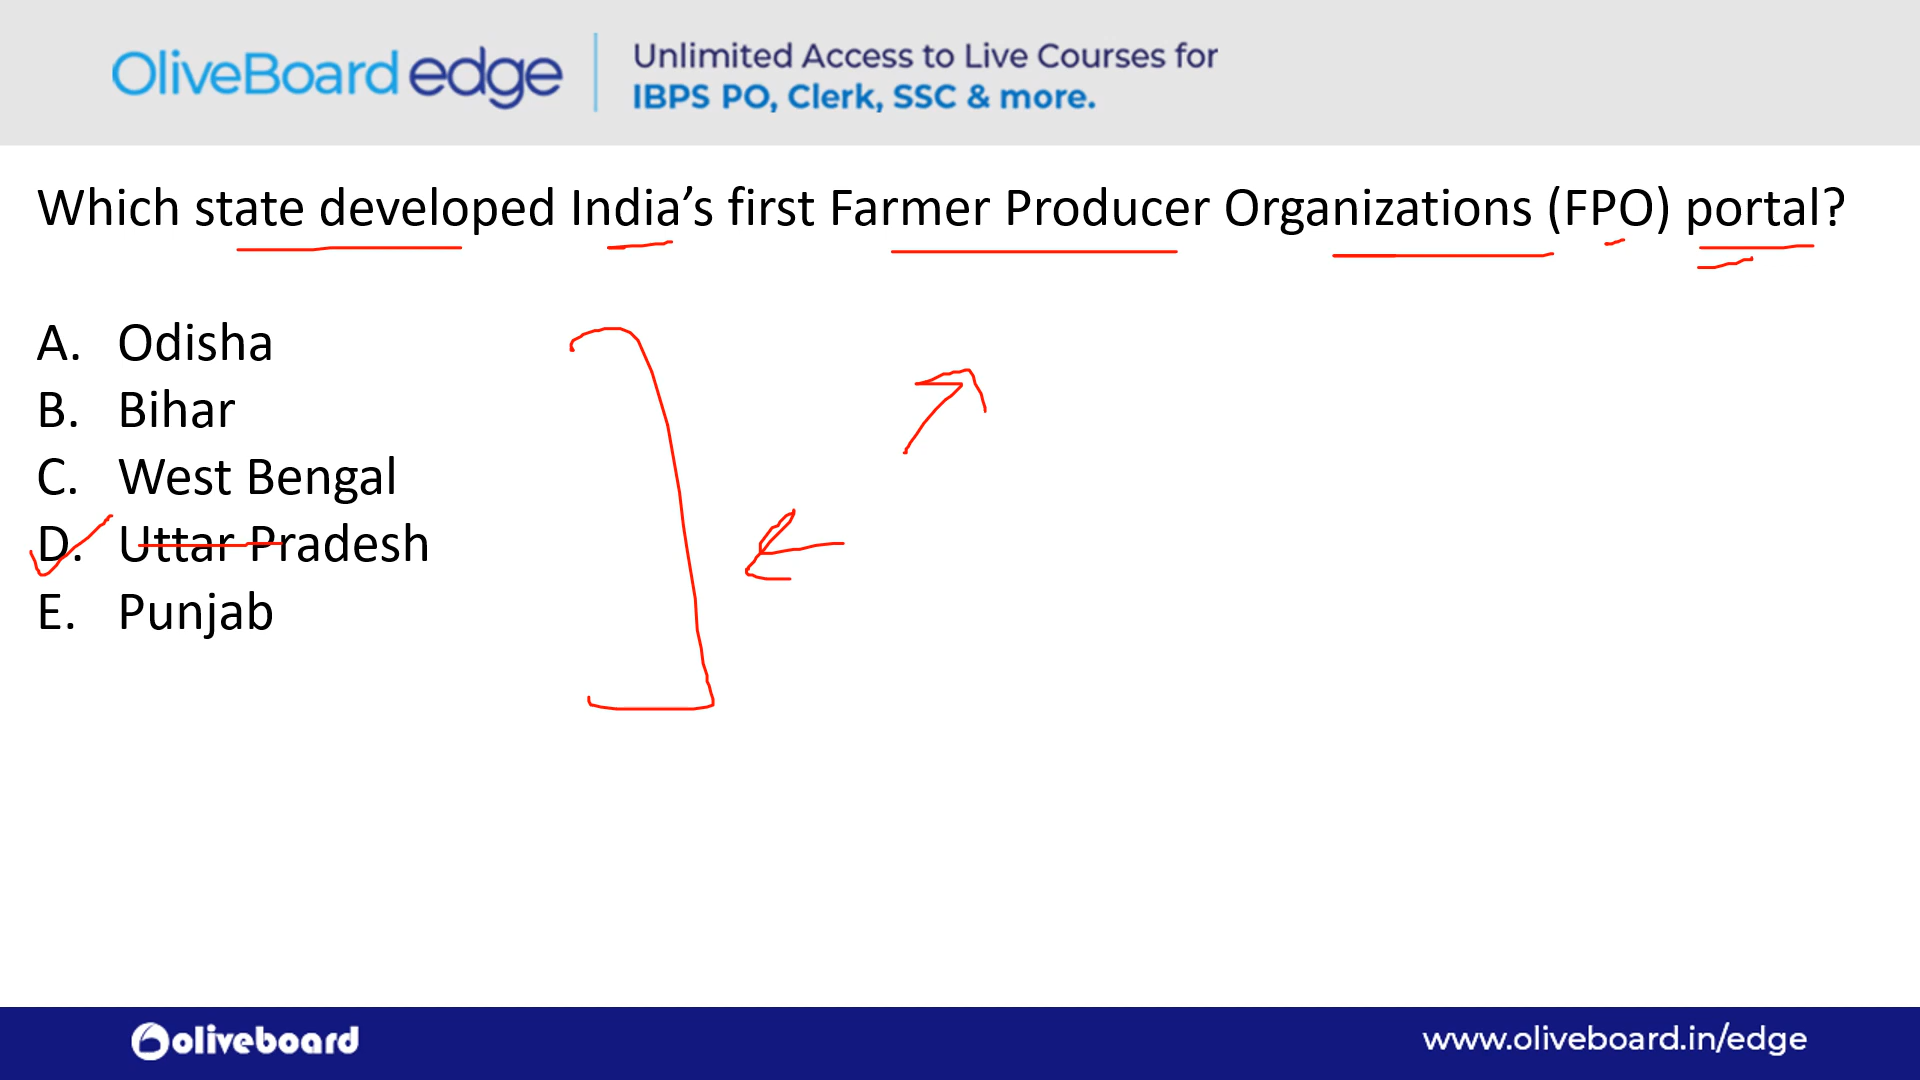 OliveBoard edge
Unlimited Access to Live Courses for
IBPS PO, Clerk, SSC & more.
Which state developed India’s first Farmer Producer Organizations (FPO) portal?
A. Odisha
B. Bihar
C. West Bengal
D. Uttar Pradesh
E. Punjab
oliveboard
www.oliveboard.in/edge